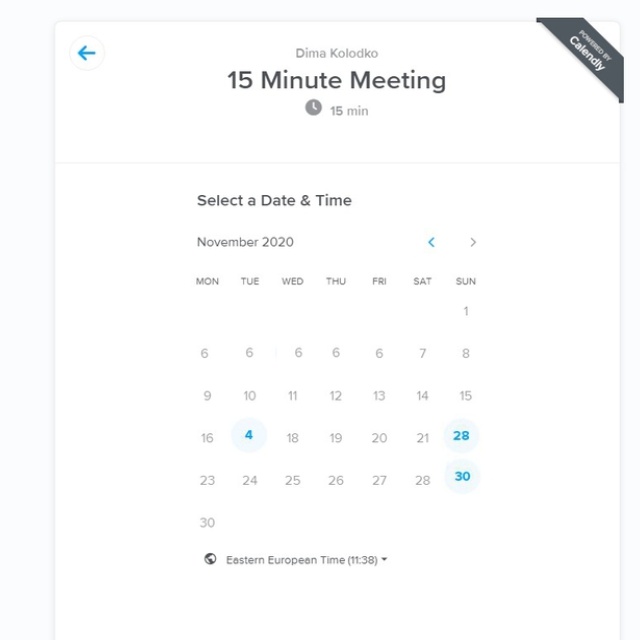 POWERED BY
Calendly
Dima Kolodko
15 Minute Meeting
15 min
Select a Date & Time
November 2020
MON TUE WED THU FRI SAT SUN
1
6 6 6 6 6 7 8
9 10 11 12 13 14 15
16 4 18 19 20 21 28
23 24 25 26 27 28 30
30
Eastern European Time (11:38)